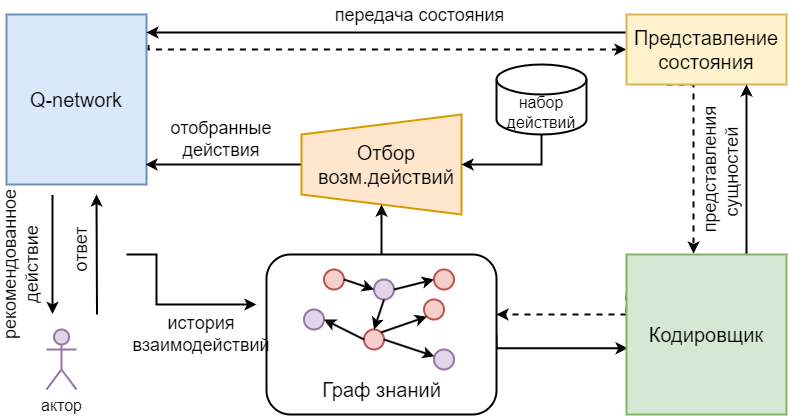 передача состояния
Представление
состояния
Q-network
набор
действий
отобранные
действия
Отбор
возм.действий
представления
сущностей
рекомендованное
действие
ответ
история
взаимодействий
Кодировщик
Граф знаний
актор